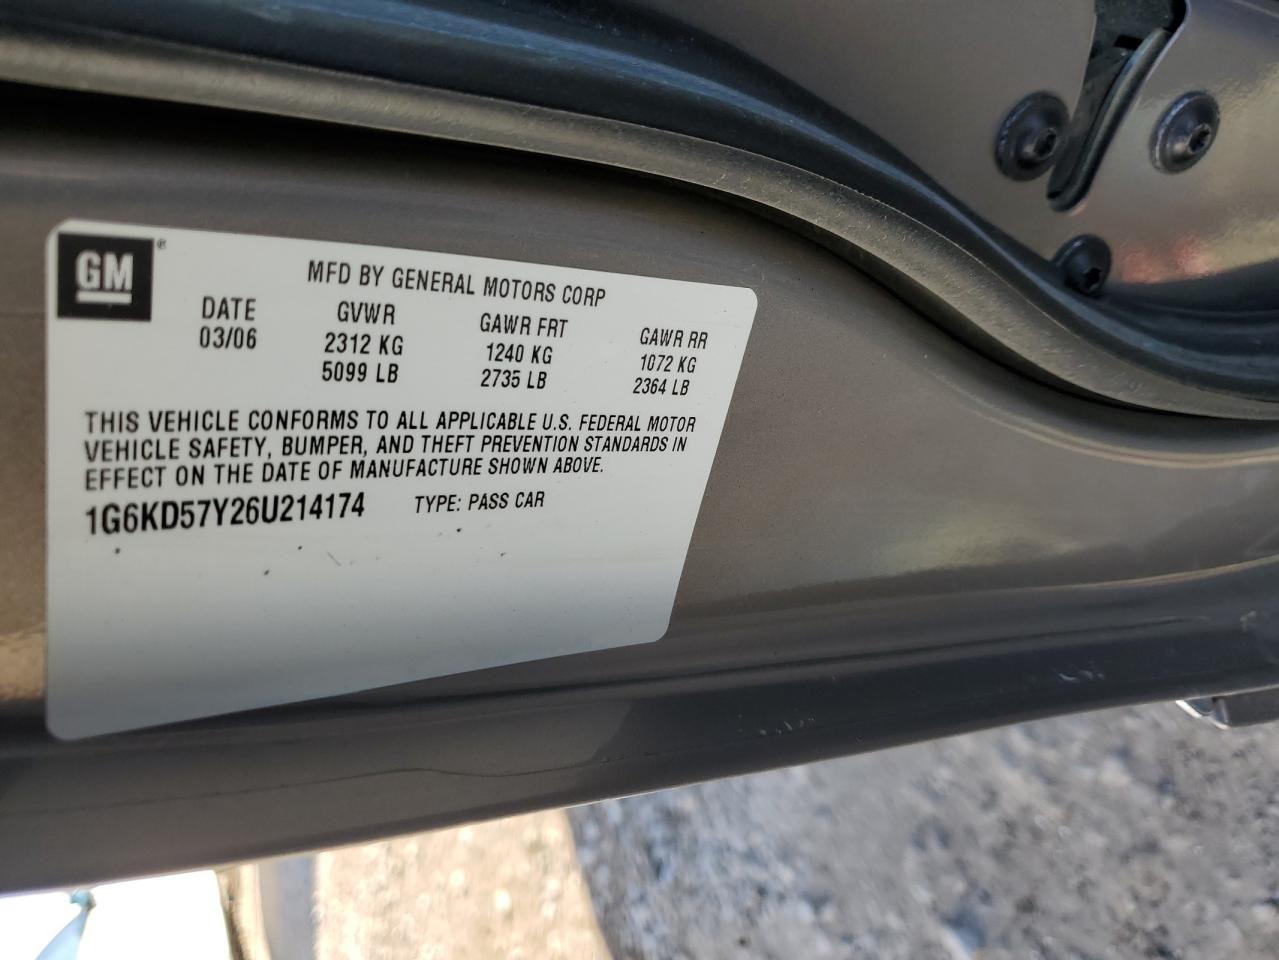 GM®
MFD BY GENERAL MOTORS CORP
DATE GVWR GAWR FRT GAWR RR
03/06 2312 KG 1240 KG 1072 KG
5099 LB 2735 LB 2364 LB
THIS VEHICLE CONFORMS TO ALL APPLICABLE U.S. FEDERAL MOTOR
VEHICLE SAFETY, BUMPER, AND THEFT PREVENTION STANDARDS IN
EFFECT ON THE DATE OF MANUFACTURE SHOWN ABOVE.
1G6KD57Y26U214174 TYPE: PASS CAR